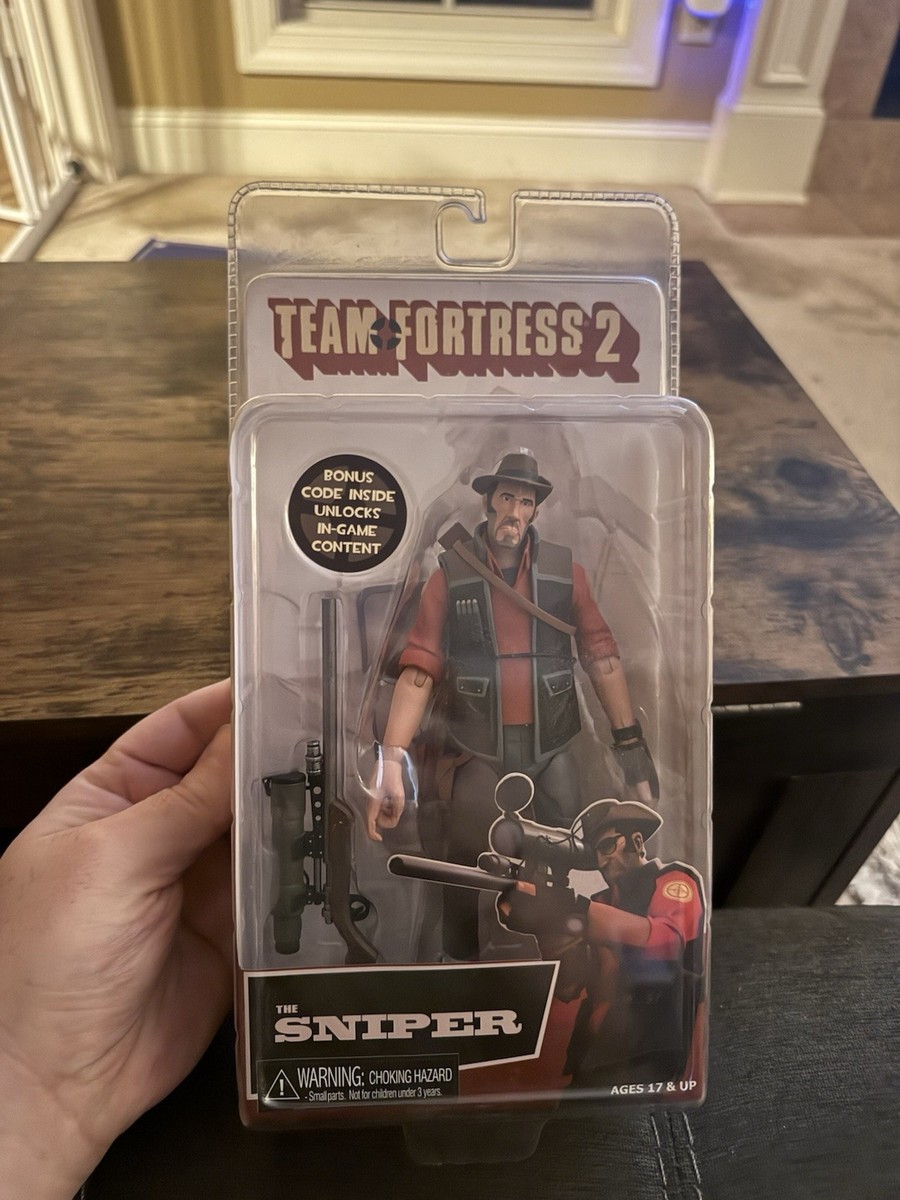 TEAM FORTRESS 2
BONUS
CODE INSIDE
UNLOCKS
IN-GAME
CONTENT
THE
SNIPER
WARNING: CHOKING HAZARD
- Small parts. Not for children under 3 years.
AGES 17 & UP